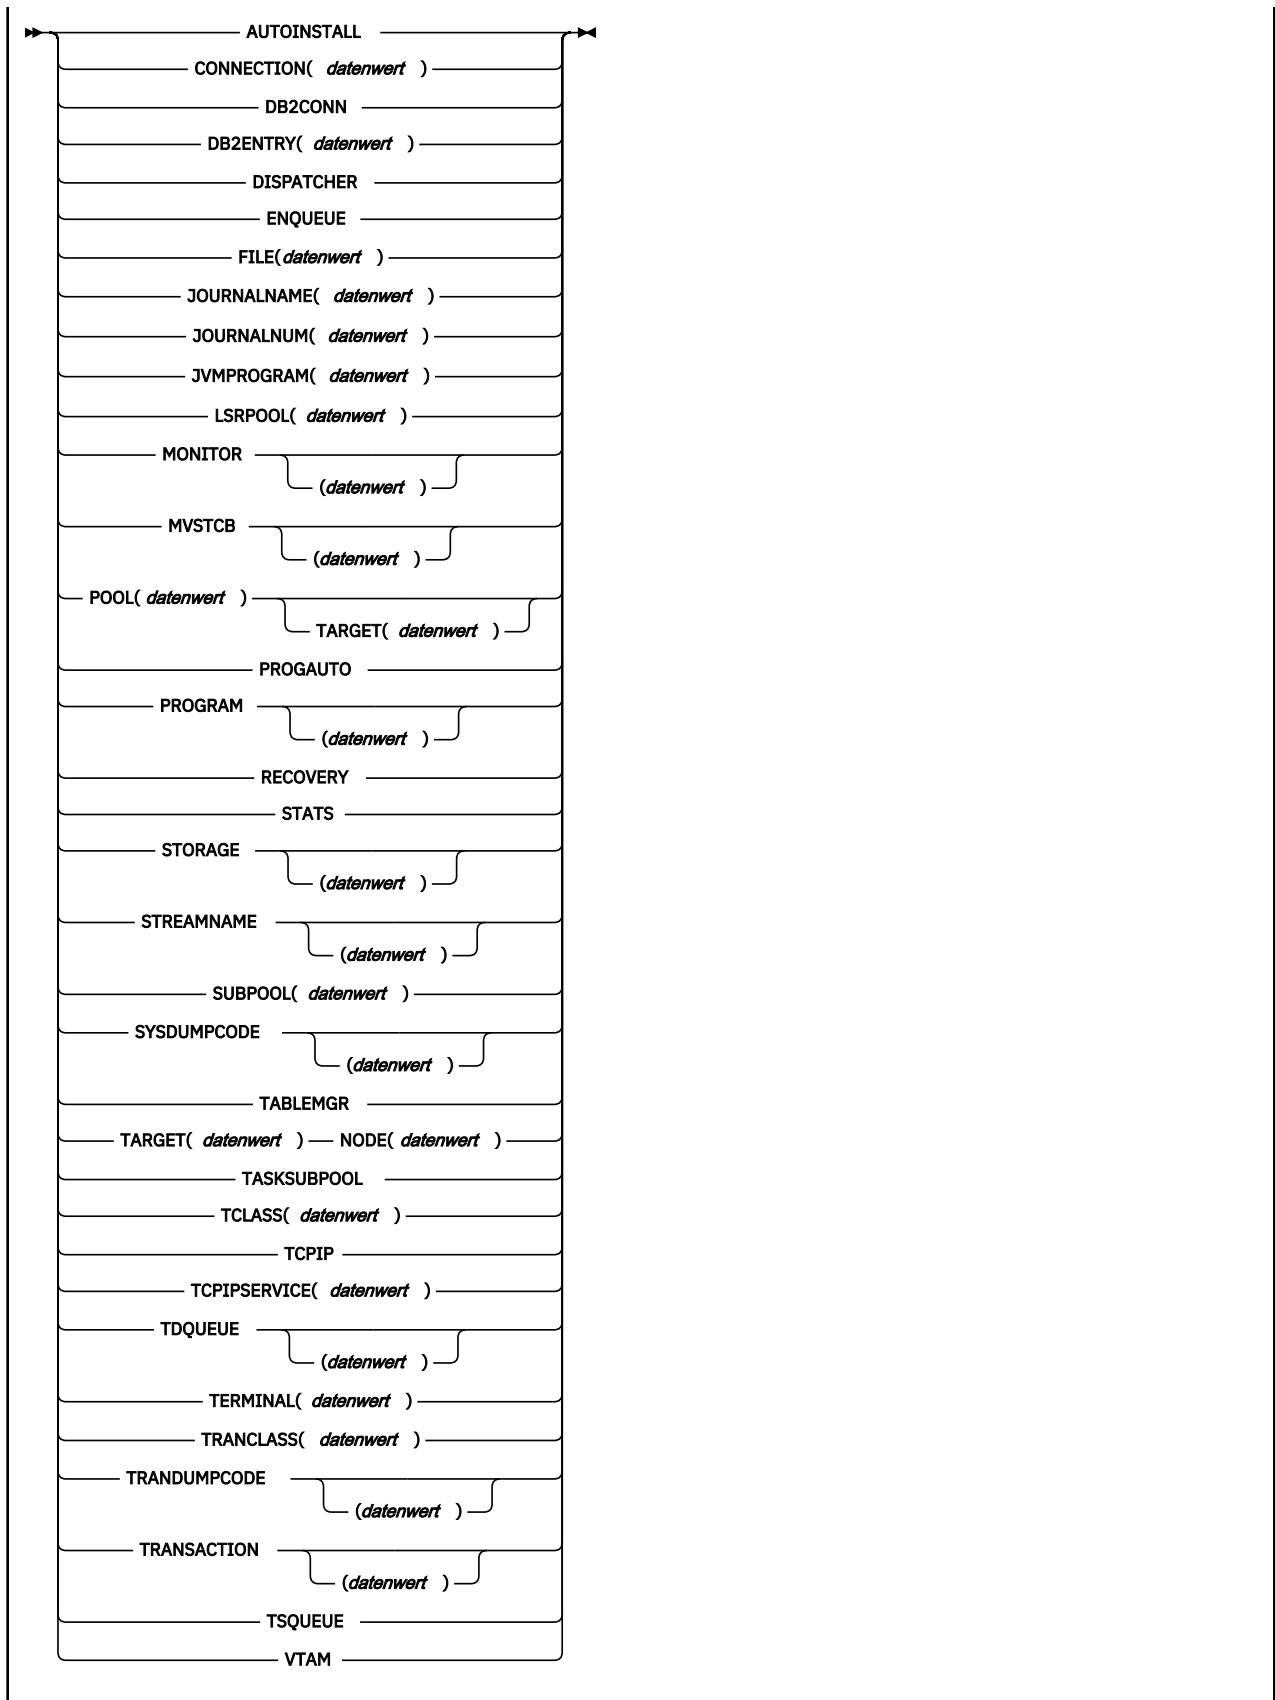 AUTOINSTALL
CONNECTION( datenwert )
DB2CONN
DB2ENTRY( datenwert )
DISPATCHER
ENQUEUE
FILE(datenwert )
JOURNALNAME( datenwert )
JOURNALNUM( datenwert )
JVMPROGRAM( datenwert )
LSRPOOL( datenwert )
MONITOR
(datenwert )
MVSTCB
(datenwert )
POOL( datenwert )
TARGET( datenwert )
PROGAUTO
PROGRAM
(datenwert )
RECOVERY
STATS
STORAGE
(datenwert )
STREAMNAME
(datenwert )
SUBPOOL( datenwert )
SYSDUMPCODE
(datenwert )
TABLEMGR
TARGET( datenwert ) NODE( datenwert )
TASKSUBPOOL
TCLASS( datenwert )
TCPIP
TCPIPSERVICE( datenwert )
TDQUEUE
(datenwert )
TERMINAL( datenwert )
TRANCLASS( datenwert )
TRANDUMPCODE
(datenwert )
TRANSACTION
(datenwert )
TSQUEUE
VTAM